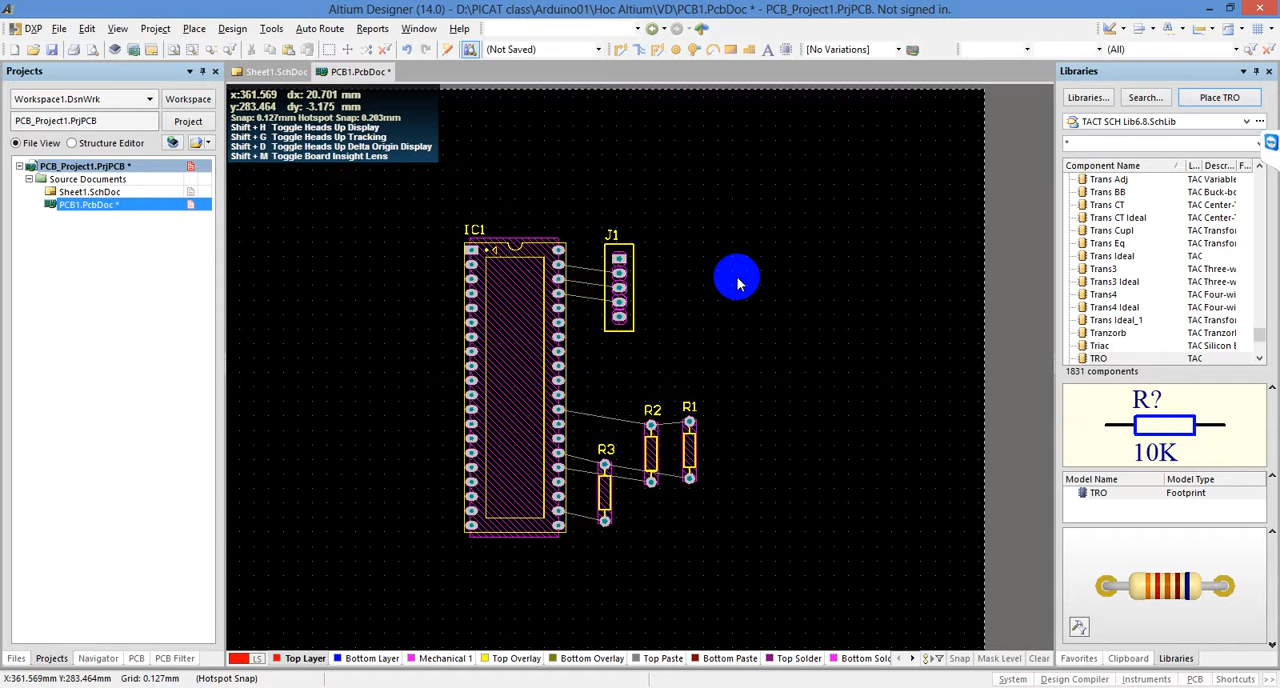 Altium Designer (14.0) - D:\PICAT class\Arduino01\Hoc Altium\VD\PCB1.PcbDoc * - PCB_Project1.PrjPCB. Not signed in.
DXP File Edit View Project Place Design Tools Auto Route Reports Window Help
(Not Saved) [No Variations] (All)
Projects
Workspace1.DsnWrk Workspace
PCB_Project1.PrjPCB Project
File View Structure Editor
PCB_Project1.PrjPCB *
Source Documents
Sheet1.SchDoc
PCB1.PcbDoc *
Sheet1.SchDoc PCB1.PcbDoc *
x:361.569 dx: 20.701 mm
y:283.464 dy: -3.175 mm
Snap: 0.127mm Hotspot Snap: 0.203mm
Shift + H Toggle Heads Up Display
Shift + G Toggle Heads Up Tracking
Shift + D Toggle Heads Up Delta Origin Display
Shift + M Toggle Board Insight Lens
IC1
J1
R2 R1
R3
Libraries
Libraries... Search... Place TRO
TACT SCH Lib6.8.SchLib
*
Component Name L... Descr... F...
Trans Adj TAC Variable
Trans BB TAC Buck-bo
Trans CT TAC Center-
Trans CT Ideal TAC Center-
Trans Cupl TAC Center-
Trans Eq TAC
Trans Ideal TAC
Trans3 TAC Three-w
Trans3 Ideal TAC Three-w
Trans4 TAC Four-wi
Trans4 Ideal TAC Four-wi
Trans Ideal_1 TAC
Tranzorb TAC Tranzor
Triac TAC Silicon B
TRO TAC
1831 components
R?
10K
Model Name Model Type
TRO Footprint
Files Projects Navigator PCB PCB Filter
LS Top Layer Bottom Layer Mechanical 1 Top Overlay Bottom Overlay Top Paste Bottom Paste Top Solder Bottom Sol
Snap Mask Level Clear
Favorites Clipboard Libraries
X:361.569mm Y:283.464mm Grid: 0.127mm (Hotspot Snap)
System Design Compiler Instruments PCB Shortcuts >>